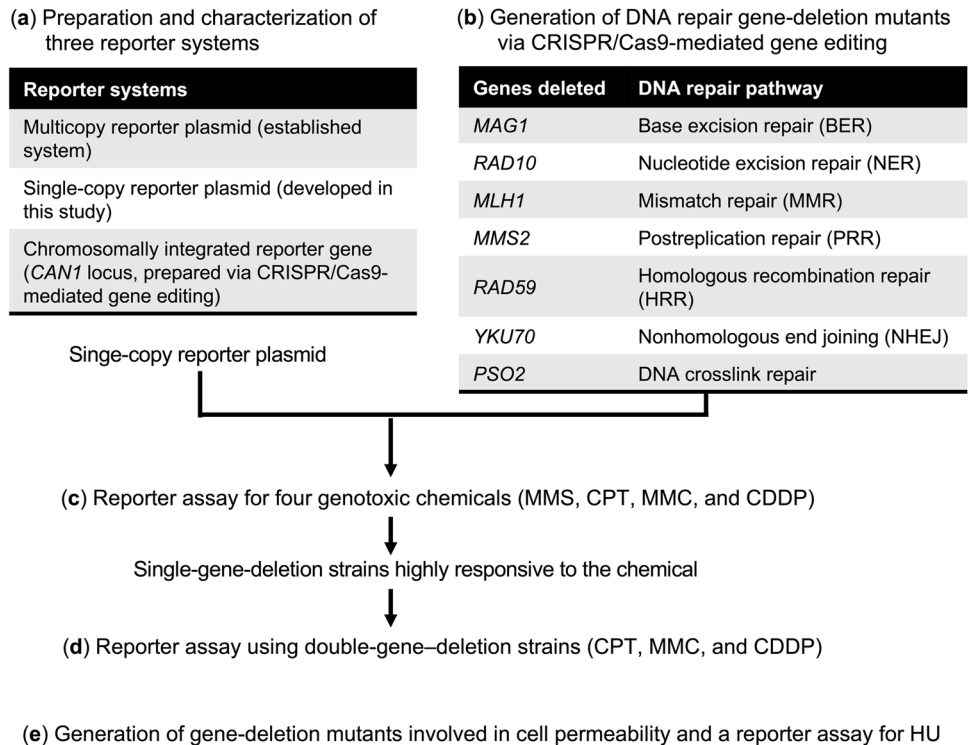 (a) Preparation and characterization of
three reporter systems
Reporter systems
Multicopy reporter plasmid (established
system)
Single-copy reporter plasmid (developed in
this study)
Chromosomally integrated reporter gene
(CAN1 locus, prepared via CRISPR/Cas9-
mediated gene editing)
Singe-copy reporter plasmid
(b) Generation of DNA repair gene-deletion mutants
via CRISPR/Cas9-mediated gene editing
Genes deleted DNA repair pathway
MAG1 Base excision repair (BER)
RAD10 Nucleotide excision repair (NER)
MLH1 Mismatch repair (MMR)
MMS2 Postreplication repair (PRR)
RAD59 Homologous recombination repair
(HRR)
YKU70 Nonhomologous end joining (NHEJ)
PSO2 DNA crosslink repair
(c) Reporter assay for four genotoxic chemicals (MMS, CPT, MMC, and CDDP)
Single-gene-deletion strains highly responsive to the chemical
(d) Reporter assay using double-gene–deletion strains (CPT, MMC, and CDDP)
(e) Generation of gene-deletion mutants involved in cell permeability and a reporter assay for HU